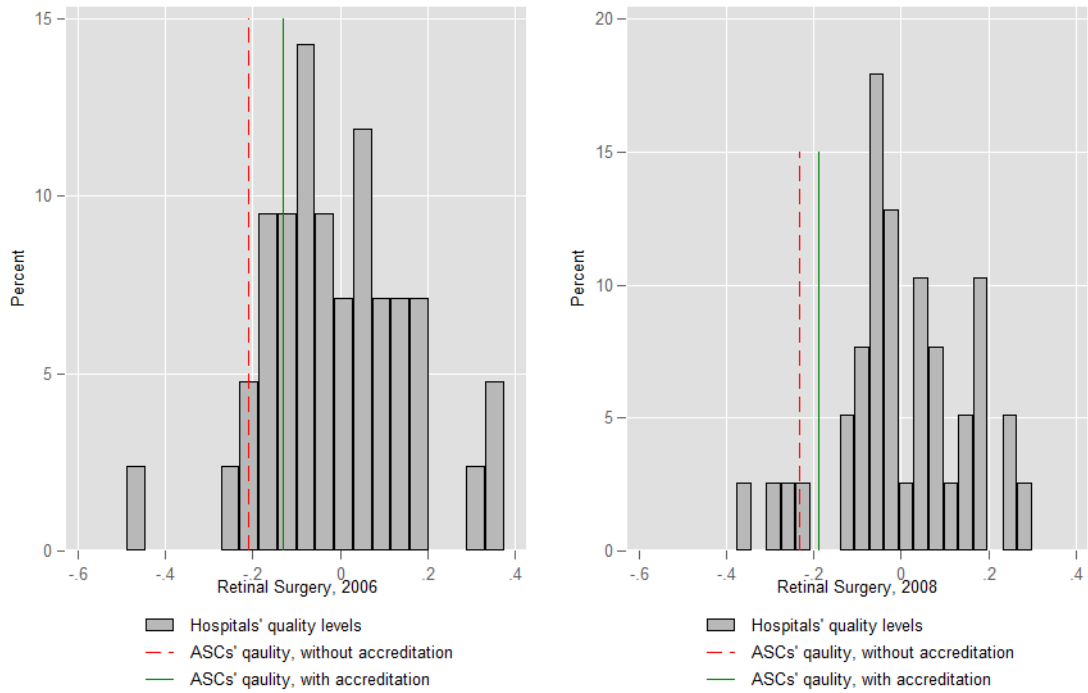 15
10
5
0
Percent
-.6 -.4 -.2 0 .2 .4
Retinal Surgery, 2006
Hospitals' quality levels
ASCs' qaulity, without accreditation
ASCs' qaulity, with accreditation
20
15
10
5
0
Percent
-.6 -.4 -.2 0 .2 .4
Retinal Surgery, 2008
Hospitals' quality levels
ASCs' qaulity, without accreditation
ASCs' qaulity, with accreditation